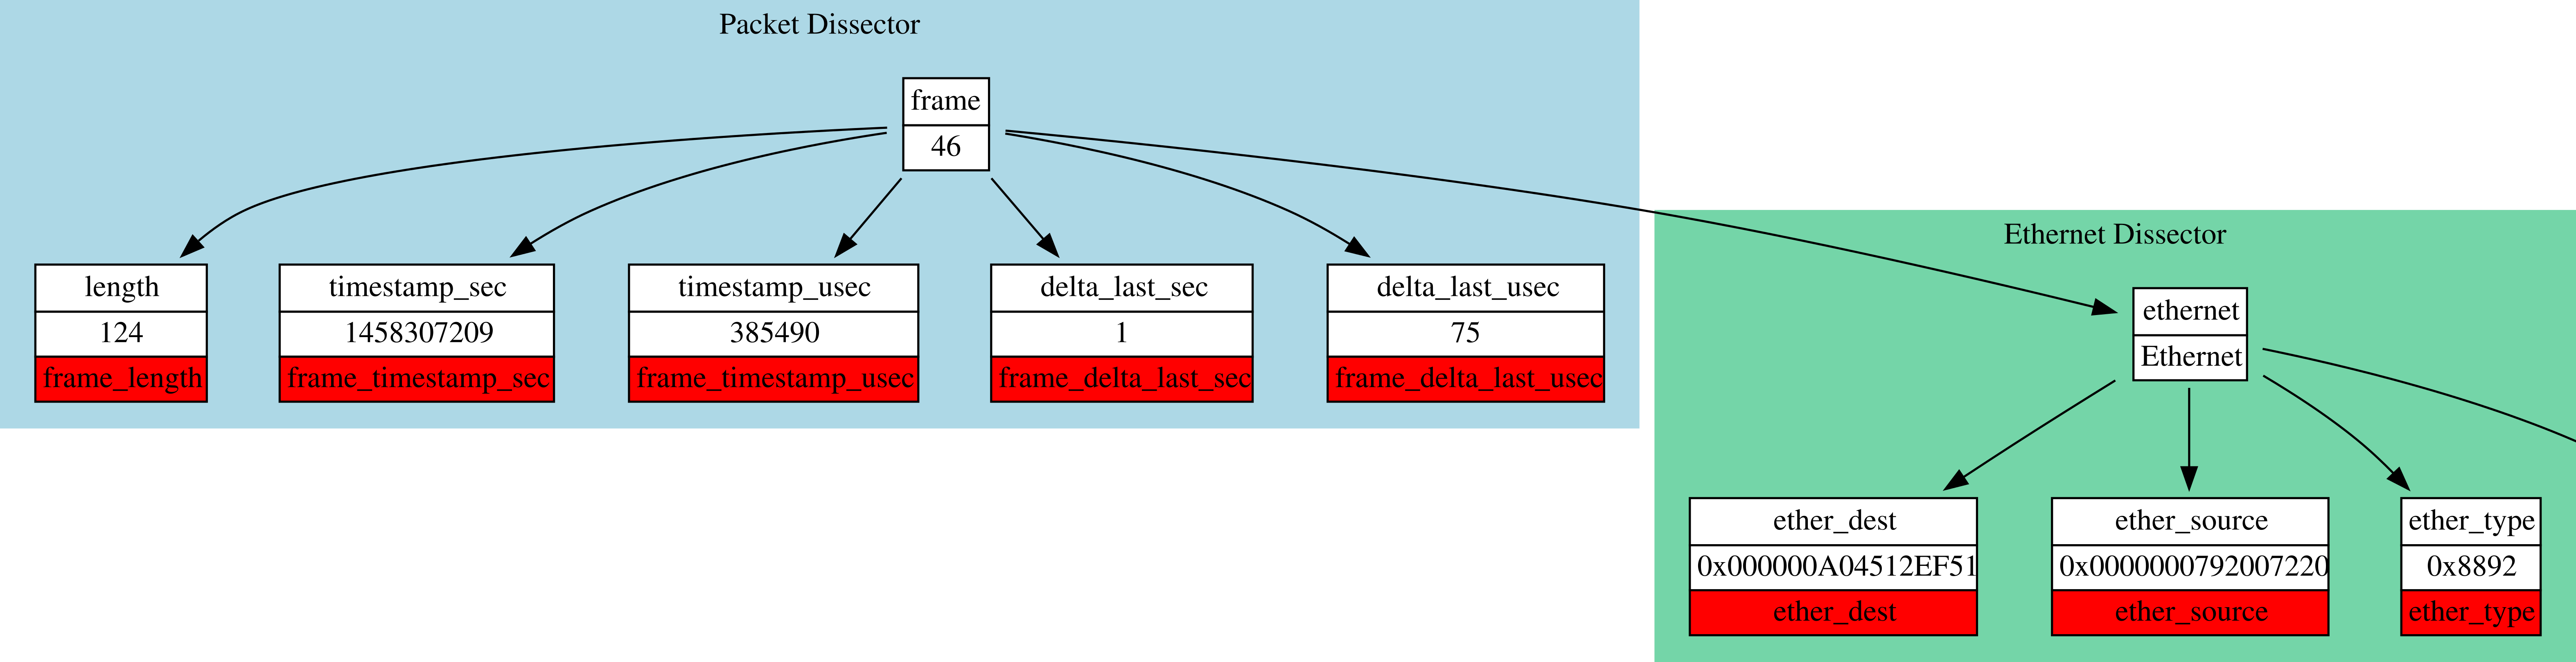 Packet Dissector
frame
46
length
124
frame_length
timestamp_sec
1458307209
frame_timestamp_sec
timestamp_usec
385490
frame_timestamp_usec
delta_last_sec
1
frame_delta_last_sec
delta_last_usec
75
frame_delta_last_usec
Ethernet Dissector
ethernet
Ethernet
ether_dest
0x000000A04512EF51
ether_dest
ether_source
0x0000000792007220
ether_source
ether_type
0x8892
ether_type